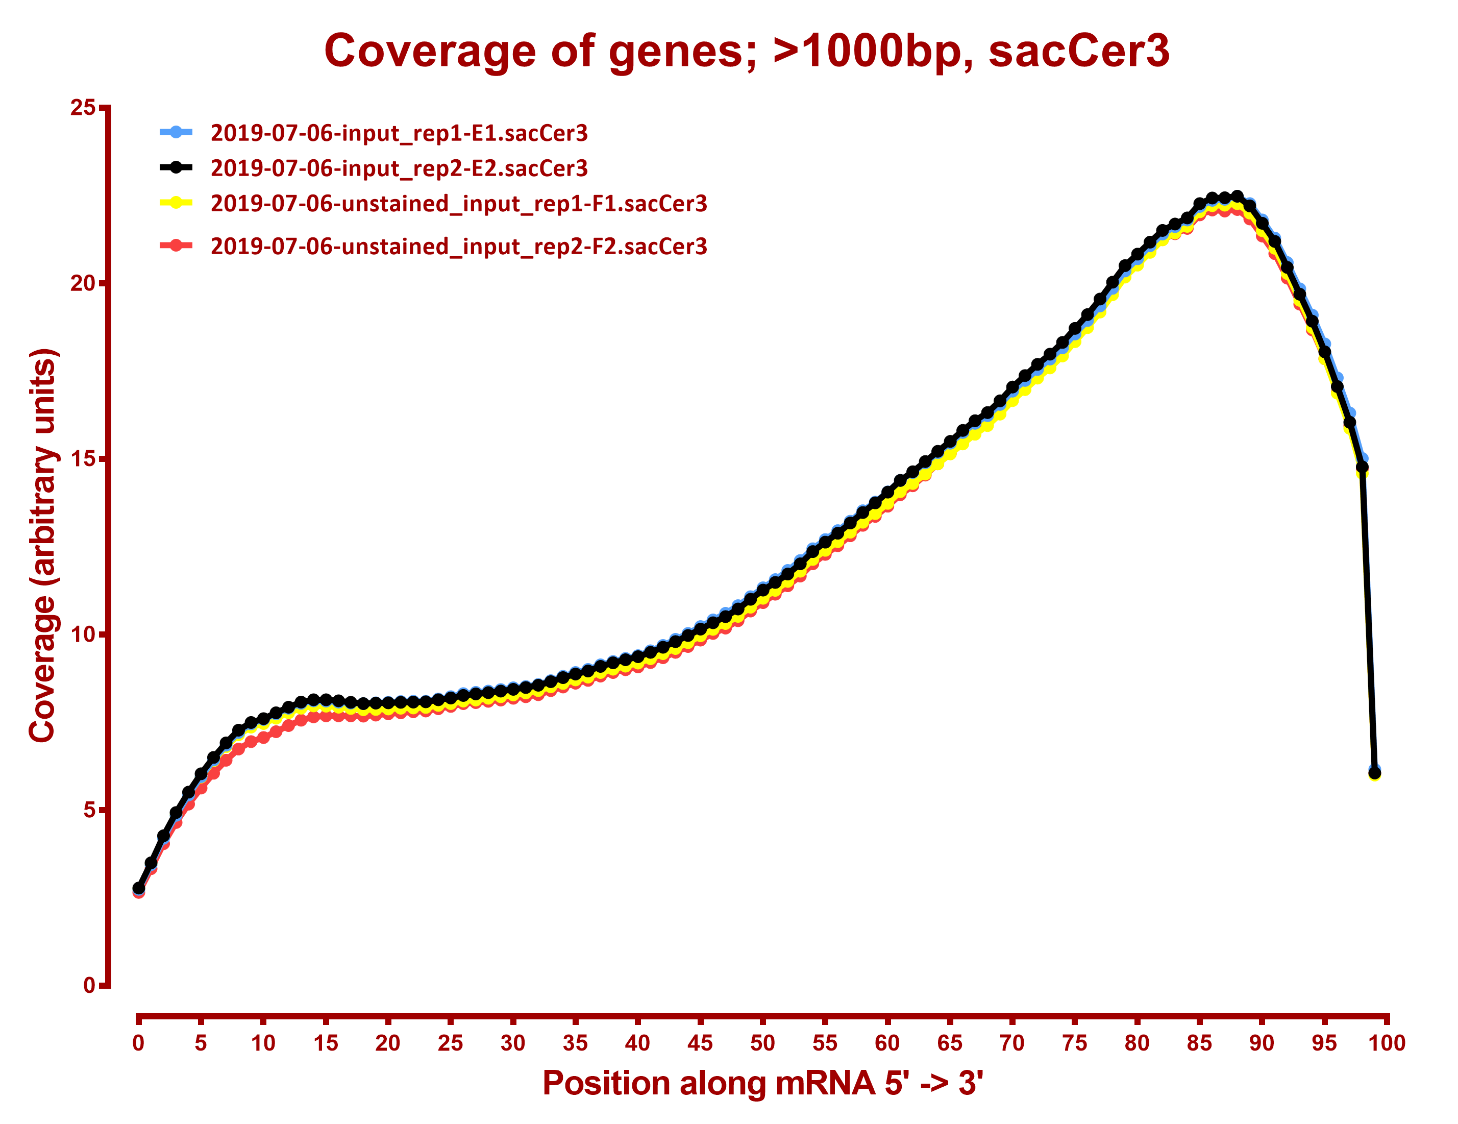 Coverage of genes; >1000bp, sacCer3
2019-07-06-input_rep1-E1.sacCer3
2019-07-06-input_rep2-E2.sacCer3
2019-07-06-unstained_input_rep1-F1.sacCer3
2019-07-06-unstained_input_rep2-F2.sacCer3
Coverage (arbitrary units)
25
20
15
10
5
0
0 5 10 15 20 25 30 35 40 45 50 55 60 65 70 75 80 85 90 95 100
Position along mRNA 5' -> 3'